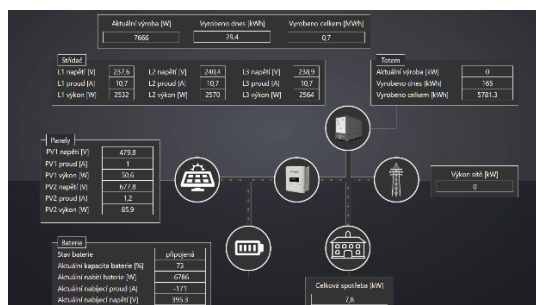 Aktuální výroba [W] Vyrobeno dnes [kWh] Vyrobeno celkem [MWh]
7666 29,4 0,7
Střídač
L1 napětí [V] 237,6 L2 napětí [V] 240,4 L3 napětí [V] 238,9
L1 proud [A] 10,7 L2 proud [A] 10,7 L3 proud [A] 10,7
L1 výkon [W] 2532 L2 výkon [W] 2570 L3 výkon [W] 2564
Totem
Aktuální výroba [kW] 0
Vyrobeno dnes [kWh] 165
Vyrobeno celkem [kWh] 5781,3
Panely
PV1 napětí [V] 479,8
PV1 proud [A] 1
PV1 výkon [W] 50,6
PV2 napětí [V] 677,8
PV2 proud [A] 1,2
PV2 výkon [W] 85,9
Výkon sítě [kW]
0
Baterie
Stav baterie připojená
Aktuální kapacita baterie [%] 73
Aktuální nabití baterie [W] -6786
Aktuální nabíjecí proud [A] -171
Aktuální nabíjecí napětí [V] 395,3
Celková spotřeba [kW]
7,8